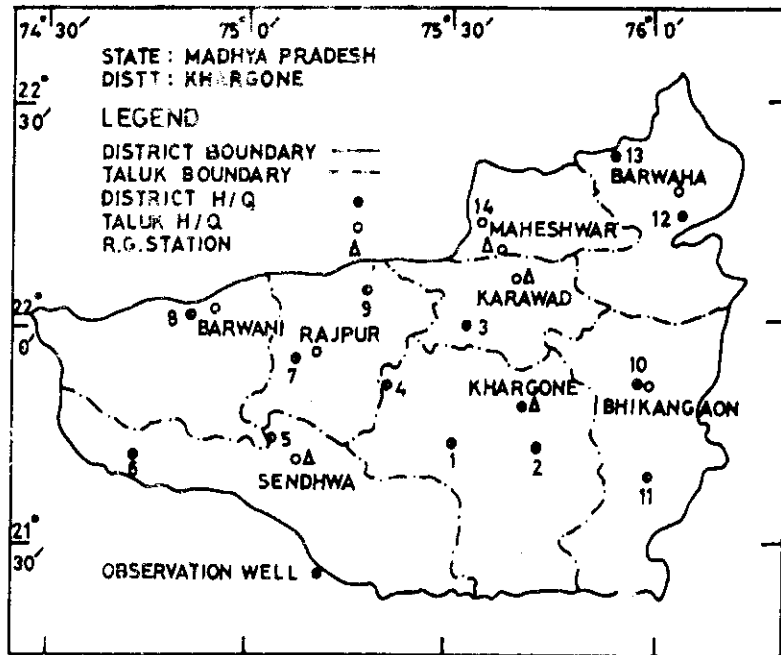 74° 30′ 75° 0′ 75° 30′ 76° 0′
STATE: MADHYA PRADESH
DISTT: KHARGONE
22° 30′
LEGEND
DISTRICT BOUNDARY
TALUK BOUNDARY
DISTRICT H/Q
TALUK H/Q
R.G.STATION
13
BARWAHA
14
MAHESHWAR
12
KARAWAD
9
22° 0′
8
BARWANI
RAJPUR
3
7
4
KHARGONE
10
BHIKANGAON
5
6
SENDHWA
1
2
11
21° 30′
OBSERVATION WELL